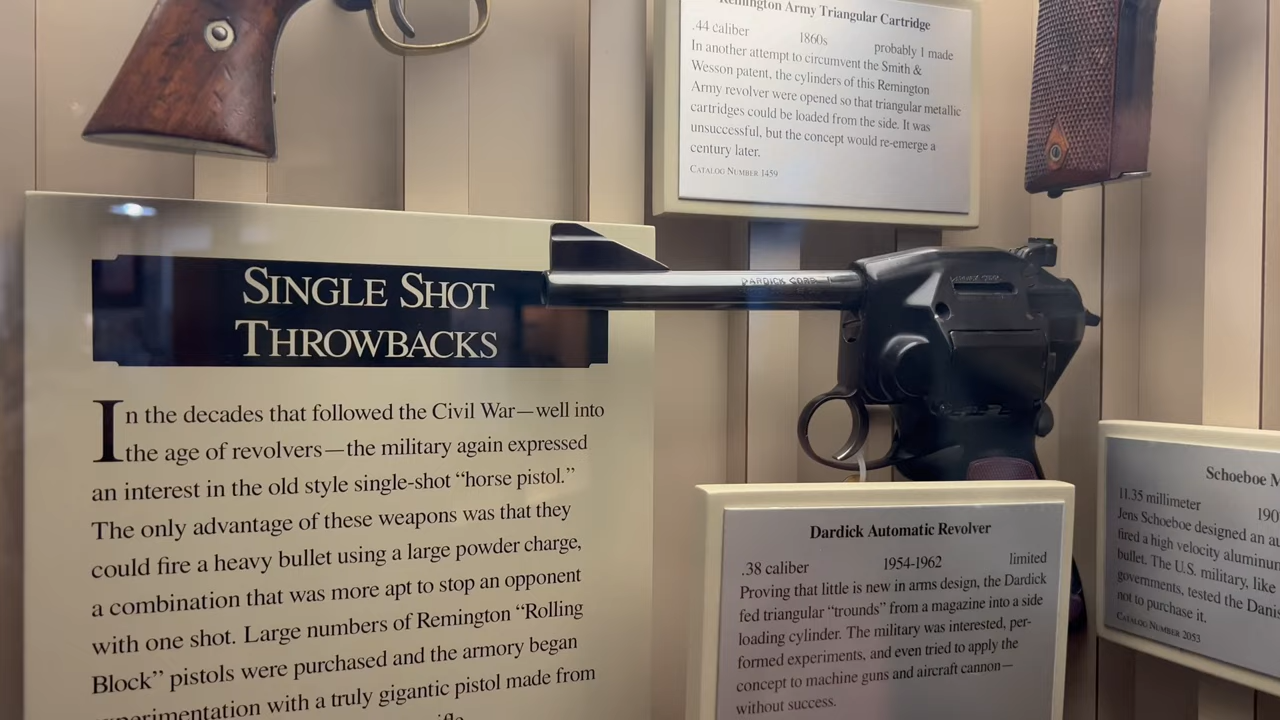 Remington Army Triangular Cartridge
.44 caliber 1860s probably 1 made
In another attempt to circumvent the Smith &
Wesson patent, the cylinders of this Remington
Army revolver were opened so that triangular metallic
cartridges could be loaded from the side. It was
unsuccessful, but the concept would re-emerge a
century later.
Catalog Number 1459
Single Shot
Throwbacks
In the decades that followed the Civil War—well into
the age of revolvers—the military again expressed
an interest in the old style single-shot “horse pistol.”
The only advantage of these weapons was that they
could fire a heavy bullet using a large powder charge,
a combination that was more apt to stop an opponent
with one shot. Large numbers of Remington “Rolling
Block” pistols were purchased and the armory began
experimentation with a truly gigantic pistol made from
DARDICK CORP.
Dardick Automatic Revolver
.38 caliber 1954-1962 limited
Proving that little is new in arms design, the Dardick
fed triangular “trounds” from a magazine into a side
loading cylinder. The military was interested, per-
formed experiments, and even tried to apply the
concept to machine guns and aircraft cannon—
without success.
Schoeboe M
11.35 millimeter 190
Jens Schoeboe designed an au
fired a high velocity aluminum
bullet. The U.S. military, like
governments, tested the Danis
not to purchase it.
Catalog Number 2053